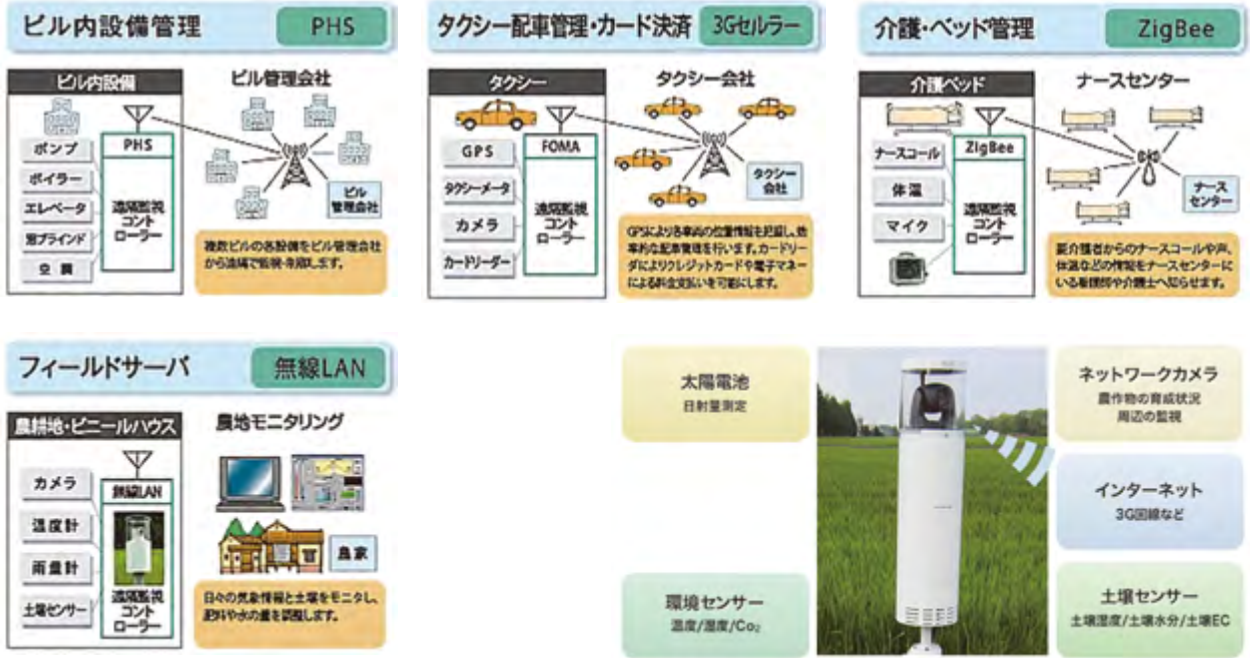 ビル内設備管理
PHS
ビル内設備
PHS
ポンプ
ボイラー
エレベータ
窓ブラインド
空調
遠隔監視
コント
ローラー
ビル管理会社
ビル
管理会社
複数ビルの各設備をビル管理会社
から遠隔で監視・制御します。
タクシー配車管理・カード決済
3Gセルラー
タクシー
FOMA
GPS
タクシーメータ
カメラ
カードリーダー
遠隔監視
コント
ローラー
タクシー会社
タクシー
会社
GPSにより各車両の位置情報を把握し、効
率的な配車管理を行います。カードリー
ダによりクレジットカードや電子マネー
による料金支払いを可能にします。
介護・ベッド管理
ZigBee
介護ベッド
ZigBee
ナースコール
体温
マイク
遠隔監視
コント
ローラー
ナースセンター
ナース
センター
要介護者からのナースコールや声、
体温などの情報をナースセンターに
いる看護師や介護士へ知らせます。
フィールドサーバ
無線LAN
農耕地・ビニールハウス
無線LAN
カメラ
温度計
雨量計
土壌センサー
遠隔監視
コント
ローラー
農地モニタリング
農家
日々の気象情報と土壌をモニタし、
肥料や水の量を調整します。
太陽電池
日射量測定
環境センサー
温度/湿度/Co₂
ネットワークカメラ
農作物の育成状況
周辺の監視
インターネット
3G回線など
土壌センサー
土壌温度/土壌水分/土壌EC